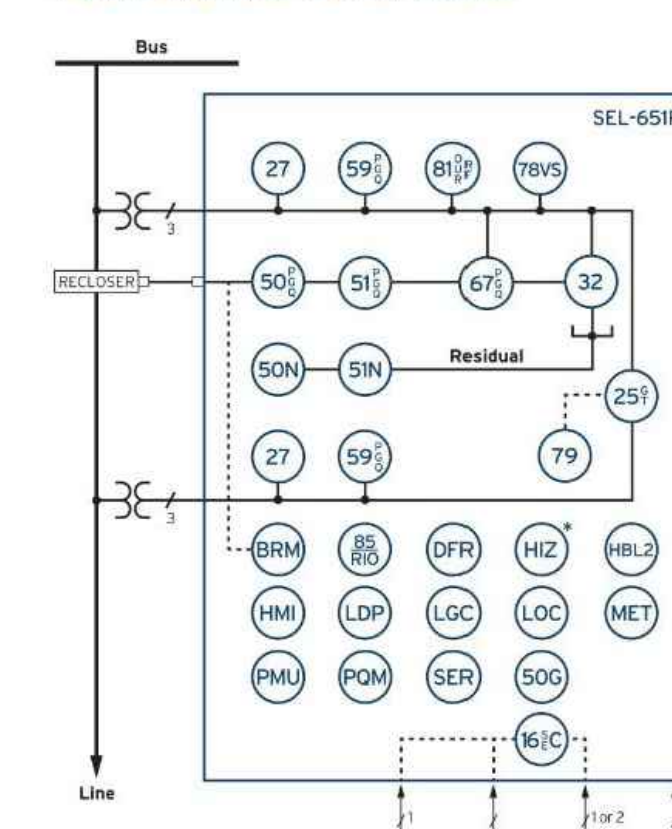 Bus
SEL-651R
27
59 P G Q
81 O U R RF
78VS
3
RECLOSER
50 P G Q
51 P G Q
67 P G Q
32
50N
51N
Residual
25 G T
79
27
59 P G Q
3
BRM
85 RIO
DFR
HIZ *
HBL2
HMI
LDP
LGC
LOC
MET
PMU
PQM
SER
50G
16 S E C
Line
1
1 or 2